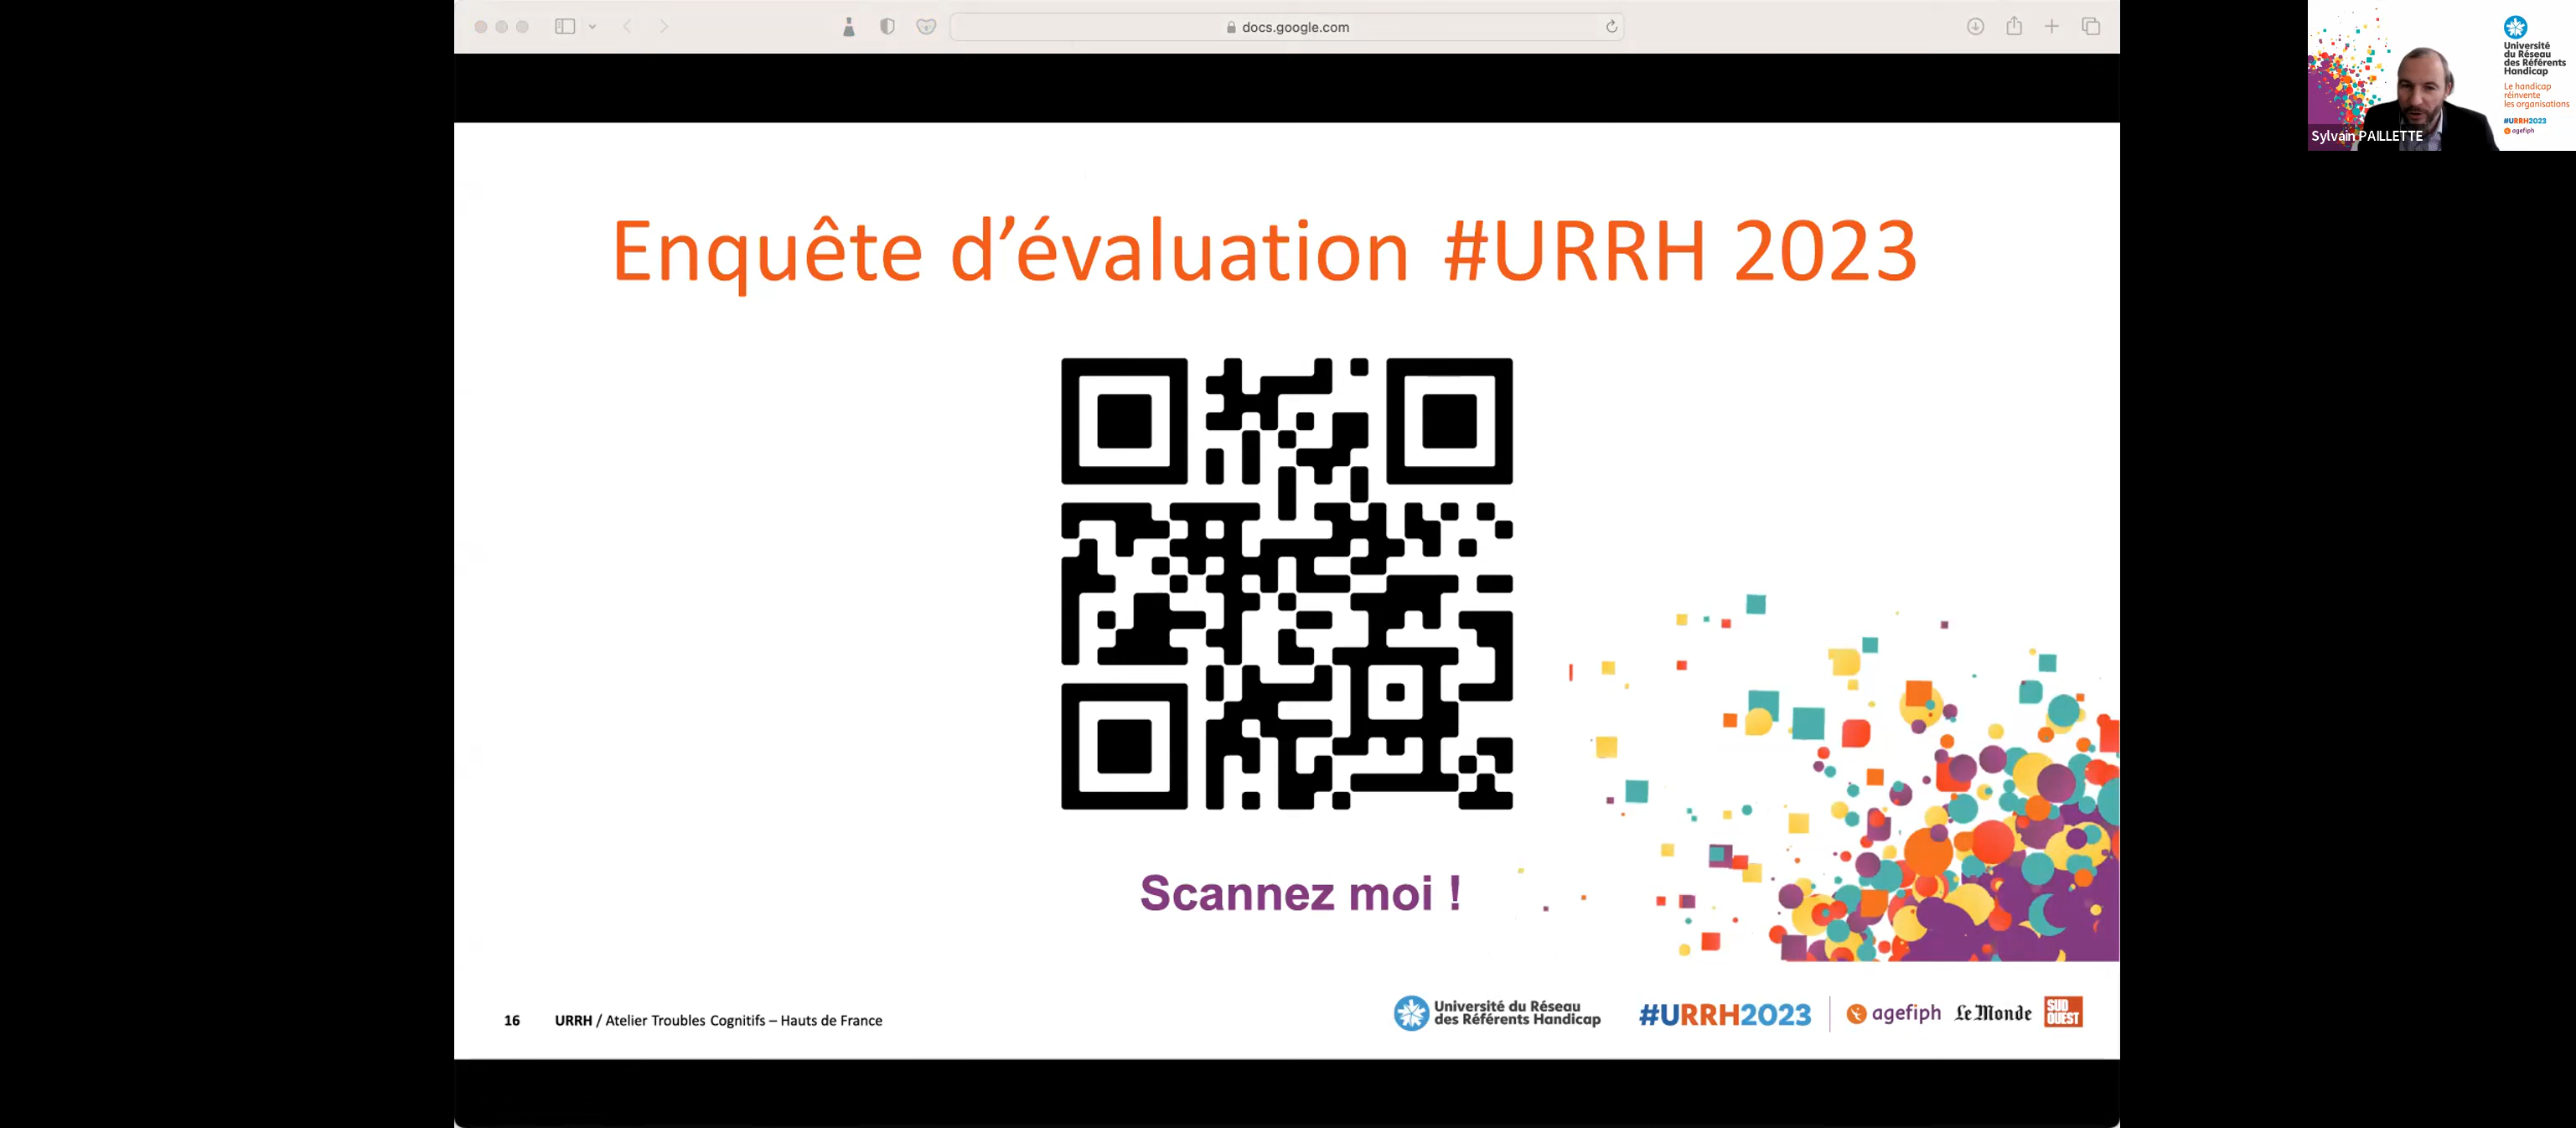 docs.google.com
Université
du Réseau
des Référents
Handicap
Le handicap
réinvente
les organisations
#URRH2023
agefiph
Sylvain PAILLETTE
Enquête d’évaluation #URRH 2023
Scannez moi !
16 URRH / Atelier Troubles Cognitifs – Hauts de France
Université du Réseau
des Référents Handicap
#URRH2023
agefiph
Le Monde
SUD
OUEST